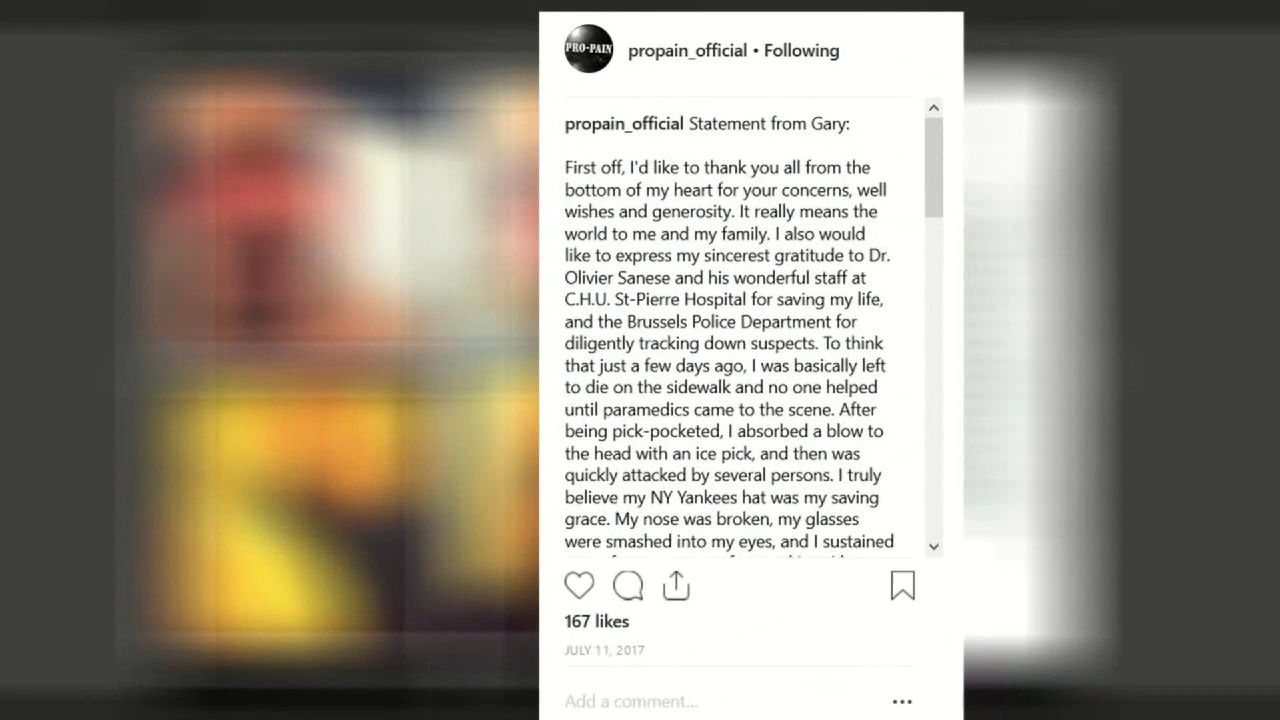 PRO-PAIN
propain_official • Following
propain_official Statement from Gary:
First off, I'd like to thank you all from the
bottom of my heart for your concerns, well
wishes and generosity. It really means the
world to me and my family. I also would
like to express my sincerest gratitude to Dr.
Olivier Sanese and his wonderful staff at
C.H.U. St-Pierre Hospital for saving my life,
and the Brussels Police Department for
diligently tracking down suspects. To think
that just a few days ago, I was basically left
to die on the sidewalk and no one helped
until paramedics came to the scene. After
being pick-pocketed, I absorbed a blow to
the head with an ice pick, and then was
quickly attacked by several persons. I truly
believe my NY Yankees hat was my saving
grace. My nose was broken, my glasses
were smashed into my eyes, and I sustained
167 likes
JULY 11, 2017
Add a comment...